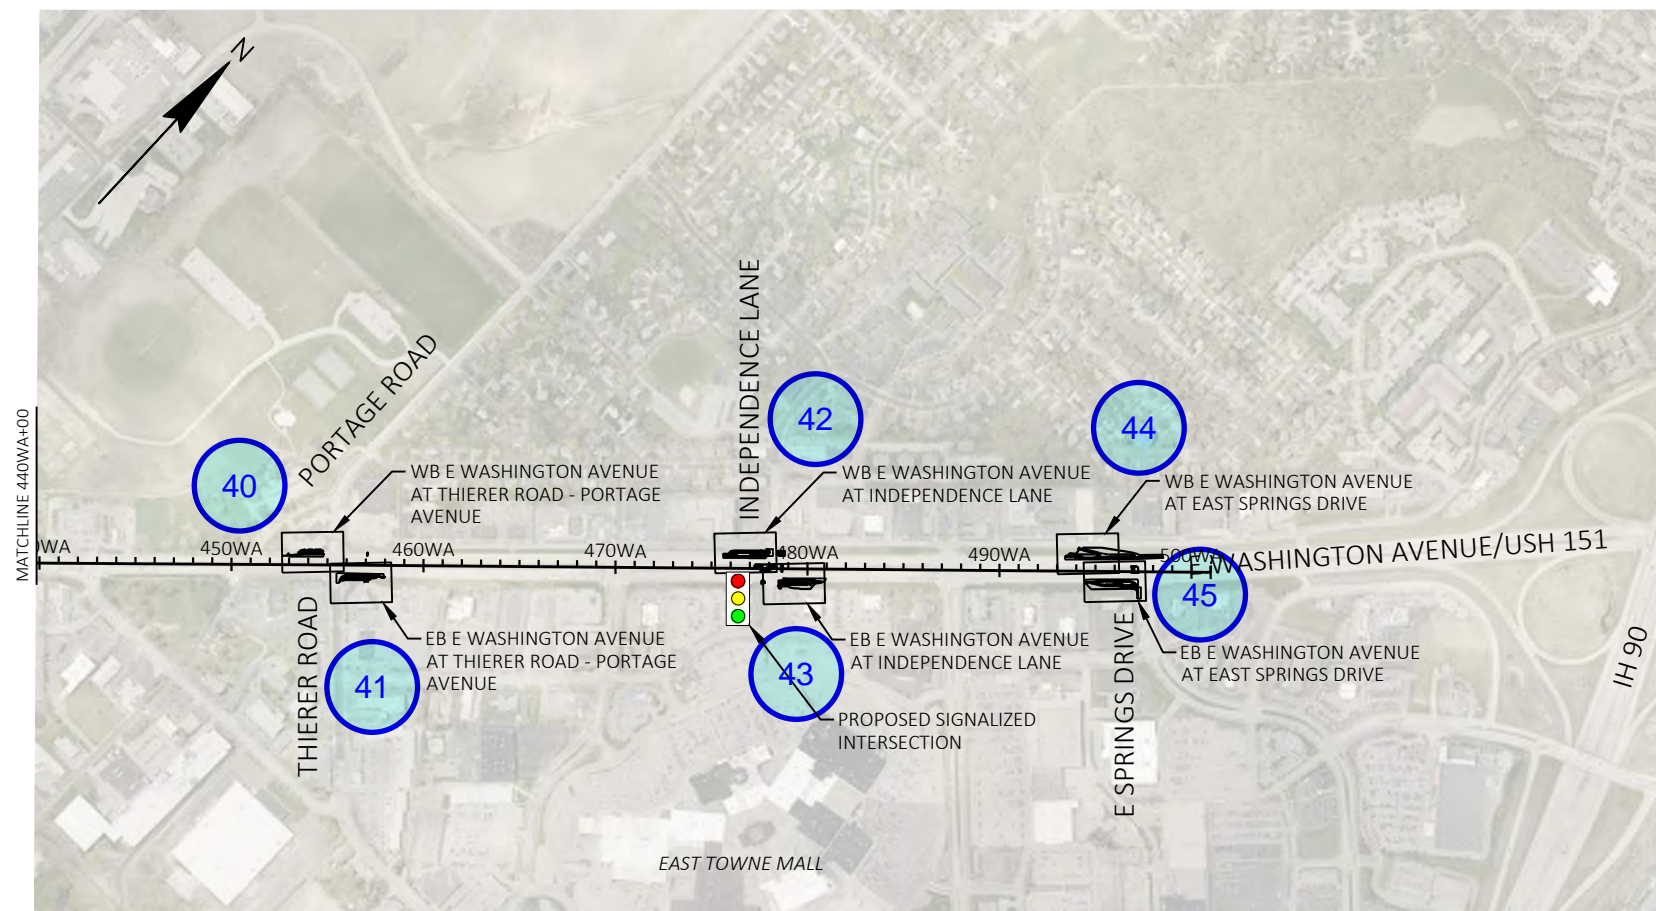 N
PORTAGE ROAD
INDEPENDENCE LANE
42
44
40
WB E WASHINGTON AVENUE
AT THIERER ROAD - PORTAGE
AVENUE
WB E WASHINGTON AVENUE
AT INDEPENDENCE LANE
WB E WASHINGTON AVENUE
AT EAST SPRINGS DRIVE
MATCHLINE 440WA+00
0WA
450WA
460WA
470WA
480WA
490WA
500WA
E WASHINGTON AVENUE/USH 151
45
THIERER ROAD
EB E WASHINGTON AVENUE
AT THIERER ROAD - PORTAGE
AVENUE
41
EB E WASHINGTON AVENUE
AT INDEPENDENCE LANE
43
E SPRINGS DRIVE
EB E WASHINGTON AVENUE
AT EAST SPRINGS DRIVE
IH 90
PROPOSED SIGNALIZED
INTERSECTION
EAST TOWNE MALL